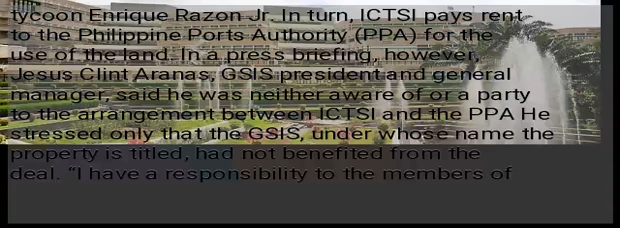 tycoon Enrique Razon Jr. In turn, ICTSI pays rent
to the Philippine Ports Authority (PPA) for the
use of the land. In a press briefing, however,
Jesus Clint Aranas, GSIS president and general
manager, said he was neither aware of or a party
to the arrangement between ICTSI and the PPA He
stressed only that the GSIS, under whose name the
property is titled, had not benefited from the
deal. “I have a responsibility to the members of